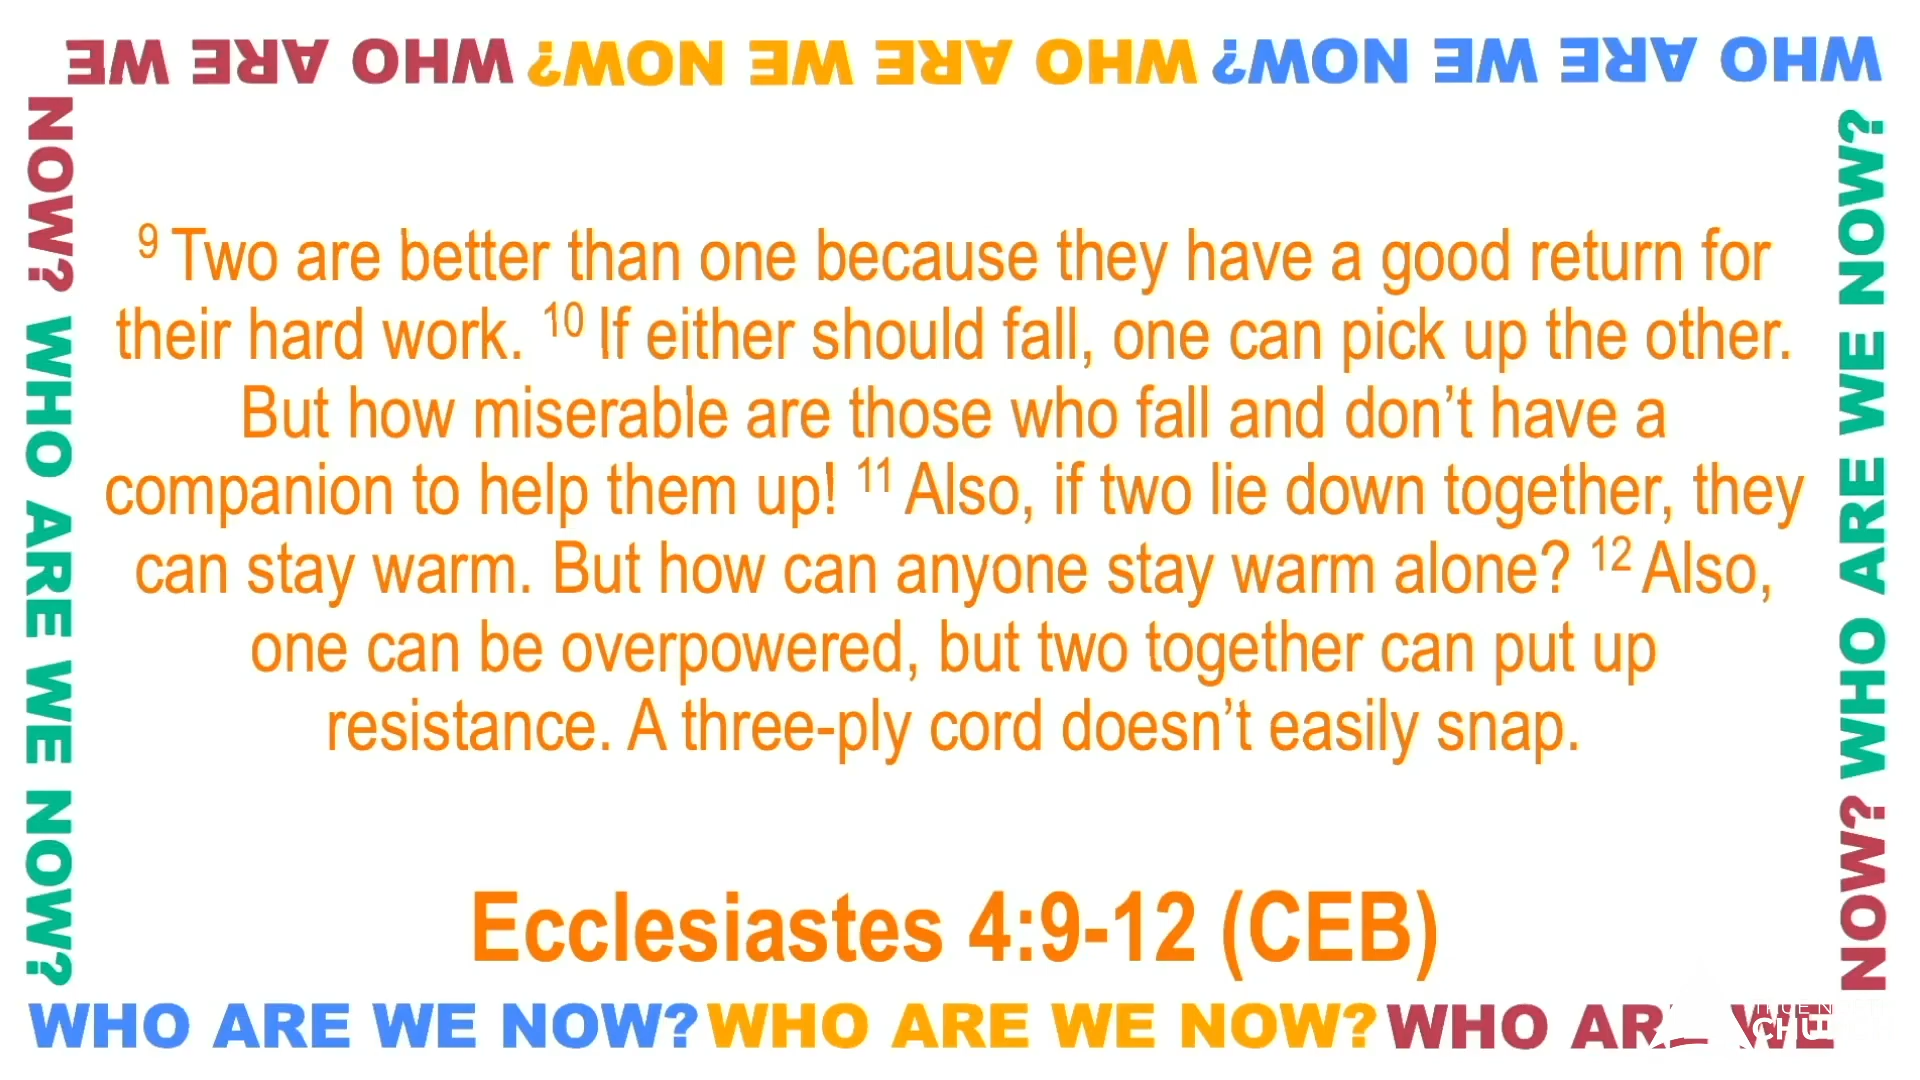 WHO ARE WE NOW? WHO ARE WE NOW? WHO ARE WE
NOW? WHO ARE WE NOW?
⁹ Two are better than one because they have a good return for
their hard work. ¹⁰ If either should fall, one can pick up the other.
But how miserable are those who fall and don’t have a
companion to help them up! ¹¹ Also, if two lie down together, they
can stay warm. But how can anyone stay warm alone? ¹² Also,
one can be overpowered, but two together can put up
resistance. A three-ply cord doesn’t easily snap.
Ecclesiastes 4:9-12 (CEB)
NOW? WHO ARE WE NOW?
WHO ARE WE NOW? WHO ARE WE NOW? WHO ARE WE